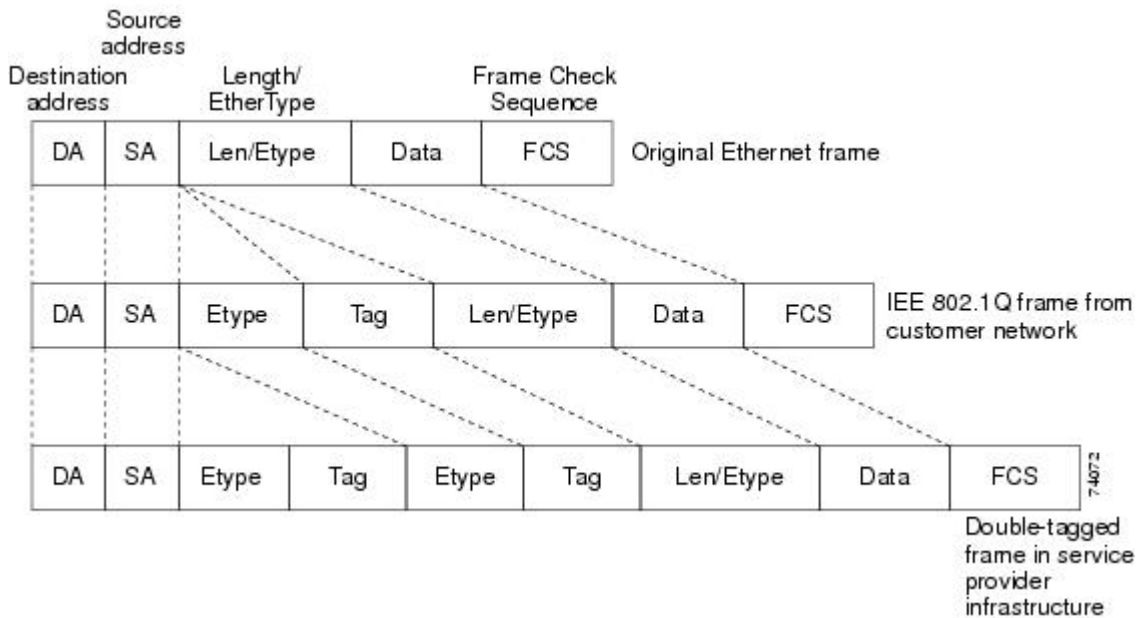 Source
address
Destination
address
Length/
EtherType
Frame Check
Sequence
DA SA Len/Etype Data FCS Original Ethernet frame
DA SA Etype Tag Len/Etype Data FCS
IEE 802.1Q frame from
customer network
DA SA Etype Tag Etype Tag Len/Etype Data FCS
74072
Double-tagged
frame in service
provider
infrastructure